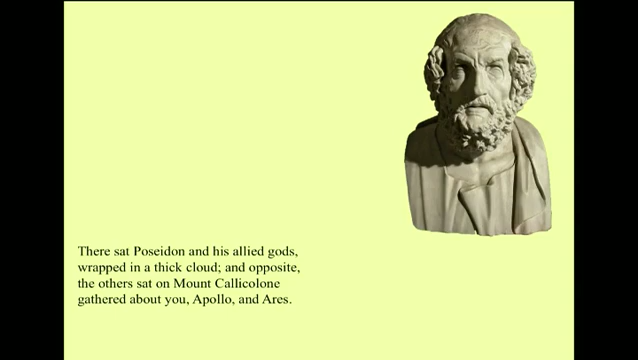 There sat Poseidon and his allied gods,
wrapped in a thick cloud; and opposite,
the others sat on Mount Callicolone
gathered about you, Apollo, and Ares.